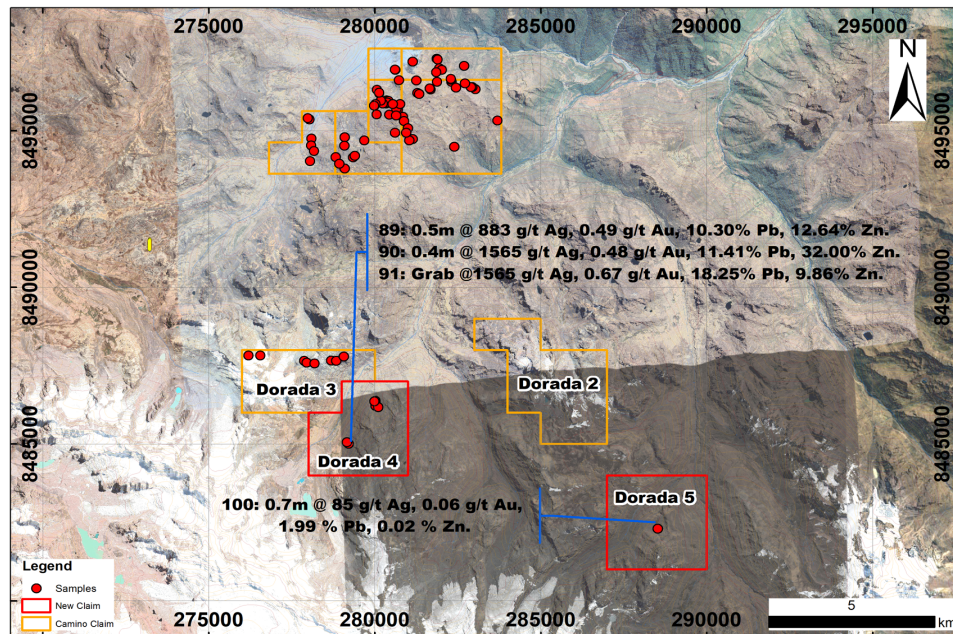 275000 280000 285000 290000 295000
N
8495000 8495000
89: 0.5m @ 883 g/t Ag, 0.49 g/t Au, 10.30% Pb, 12.64% Zn.
90: 0.4m @ 1565 g/t Ag, 0.48 g/t Au, 11.41% Pb, 32.00% Zn.
91: Grab @1565 g/t Ag, 0.67 g/t Au, 18.25% Pb, 9.86% Zn.
8490000 8490000
Dorada 3
Dorada 2
8485000 8485000
Dorada 4
Dorada 5
100: 0.7m @ 85 g/t Ag, 0.06 g/t Au,
1.99 % Pb, 0.02 % Zn.
Legend
Samples
New Claim
Camino Claim
5
km
275000 280000 285000 290000